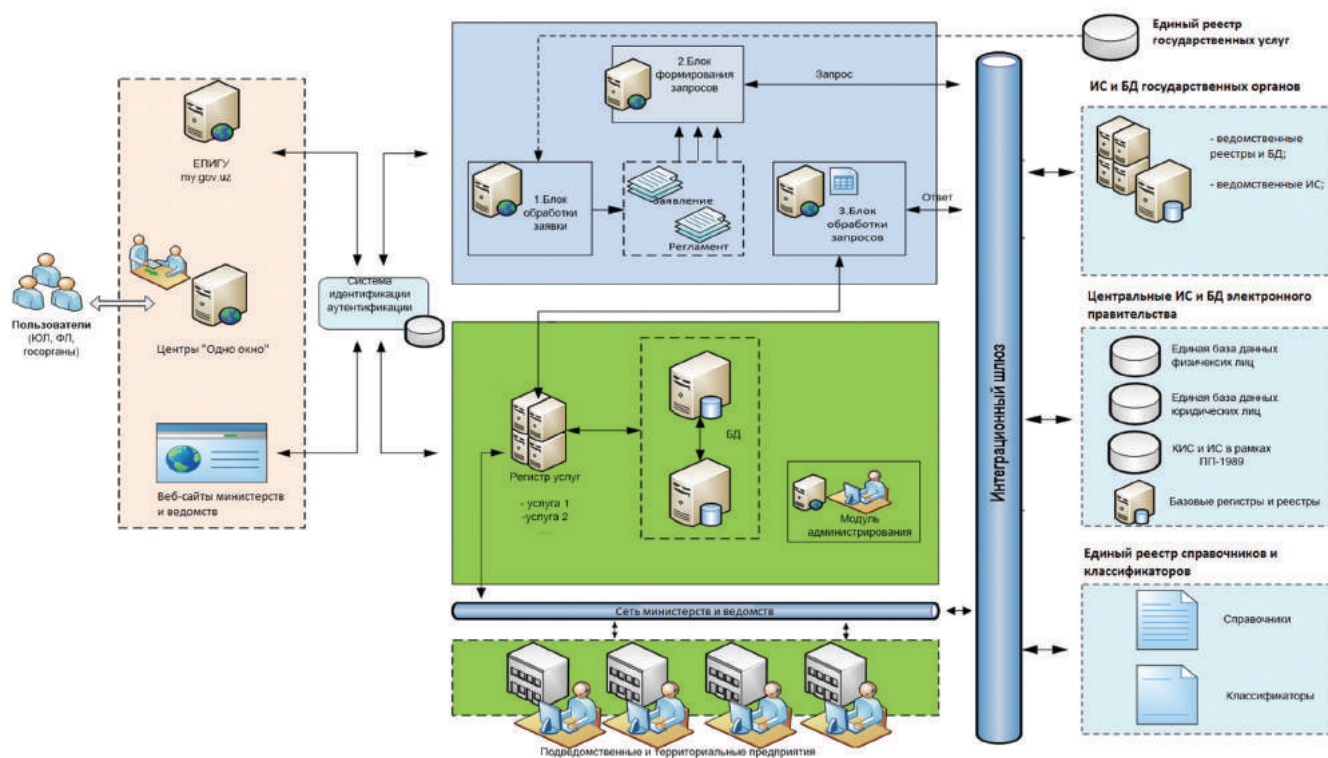 Единый реестр
государственных услуг
2.Блок
формирования
запросов
Запрос
ИС и БД государственных органов
- ведомственные
реестры и БД;
- ведомственные ИС;
ЕПИГУ
my.gov.uz
1.Блок
обработки
заявки
Заявление
Регламент
3.Блок
обработки
запросов
Ответ
Система
идентификации
аутентификации
Пользователи
(ЮЛ, ФЛ,
госорганы)
Центры "Одно окно"
Веб-сайты министерств
и ведомств
Интеграционный шлюз
Центральные ИС и БД электронного
правительства
Единая база данных
физичексих лиц
Единая база данных
юридических лиц
КИС и ИС в рамках
ПП-1989
Базовые регистры и реестры
БД
Регистр услуг
- услуга 1
-услуга 2
.....
Модуль
администрирования
Единый реестр справочников и
классификаторов
Справочники
Классификаторы
Сеть министерств и ведомств
Подведомственные и территориальные предприятия